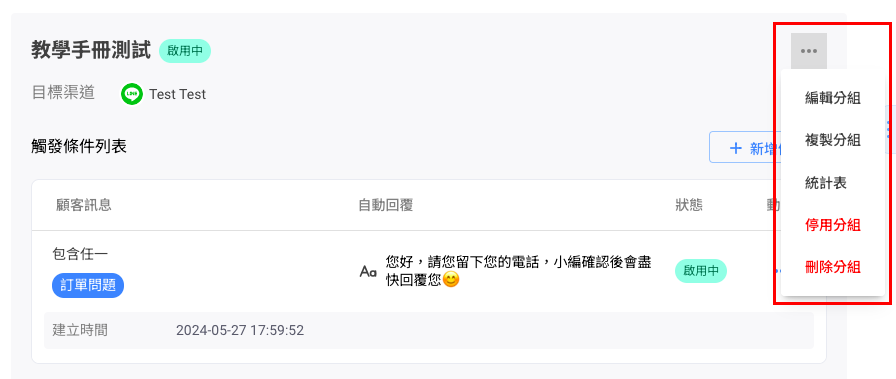 教學手冊測試 啟用中
目標渠道 LINE Test Test
編輯分組
複製分組
觸發條件列表
+ 新增
統計表
顧客訊息 自動回覆 狀態 動
停用分組
包含任一
訂單問題
Aa 您好，請您留下您的電話，小編確認後會盡
快回覆您😊
啟用中
刪除分組
建立時間 2024-05-27 17:59:52